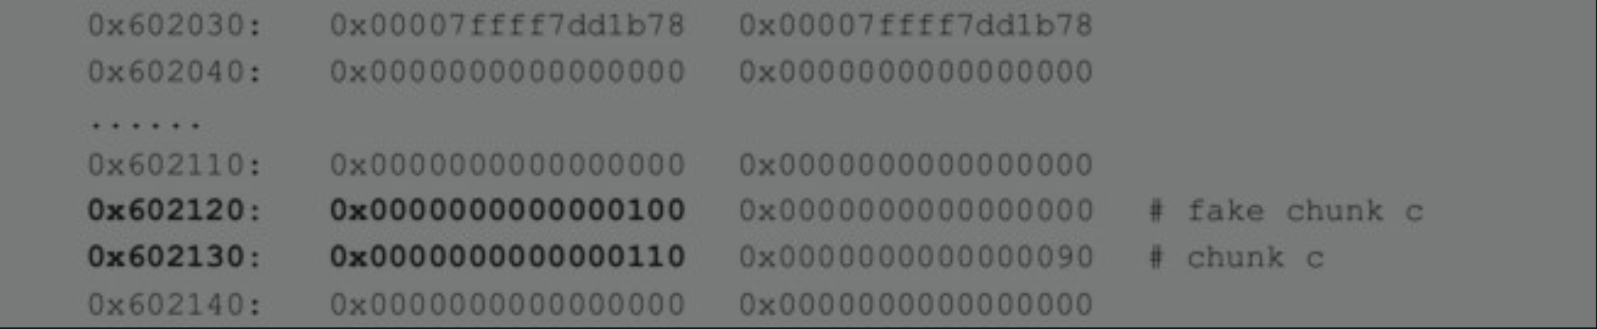 0x602030: 0x00007ffff7dd1b78 0x00007ffff7dd1b78
0x602040: 0x0000000000000000 0x0000000000000000
......
0x602110: 0x0000000000000000 0x0000000000000000
0x602120: 0x0000000000000100 0x0000000000000000 # fake chunk c
0x602130: 0x0000000000000110 0x0000000000000090 # chunk c
0x602140: 0x0000000000000000 0x0000000000000000